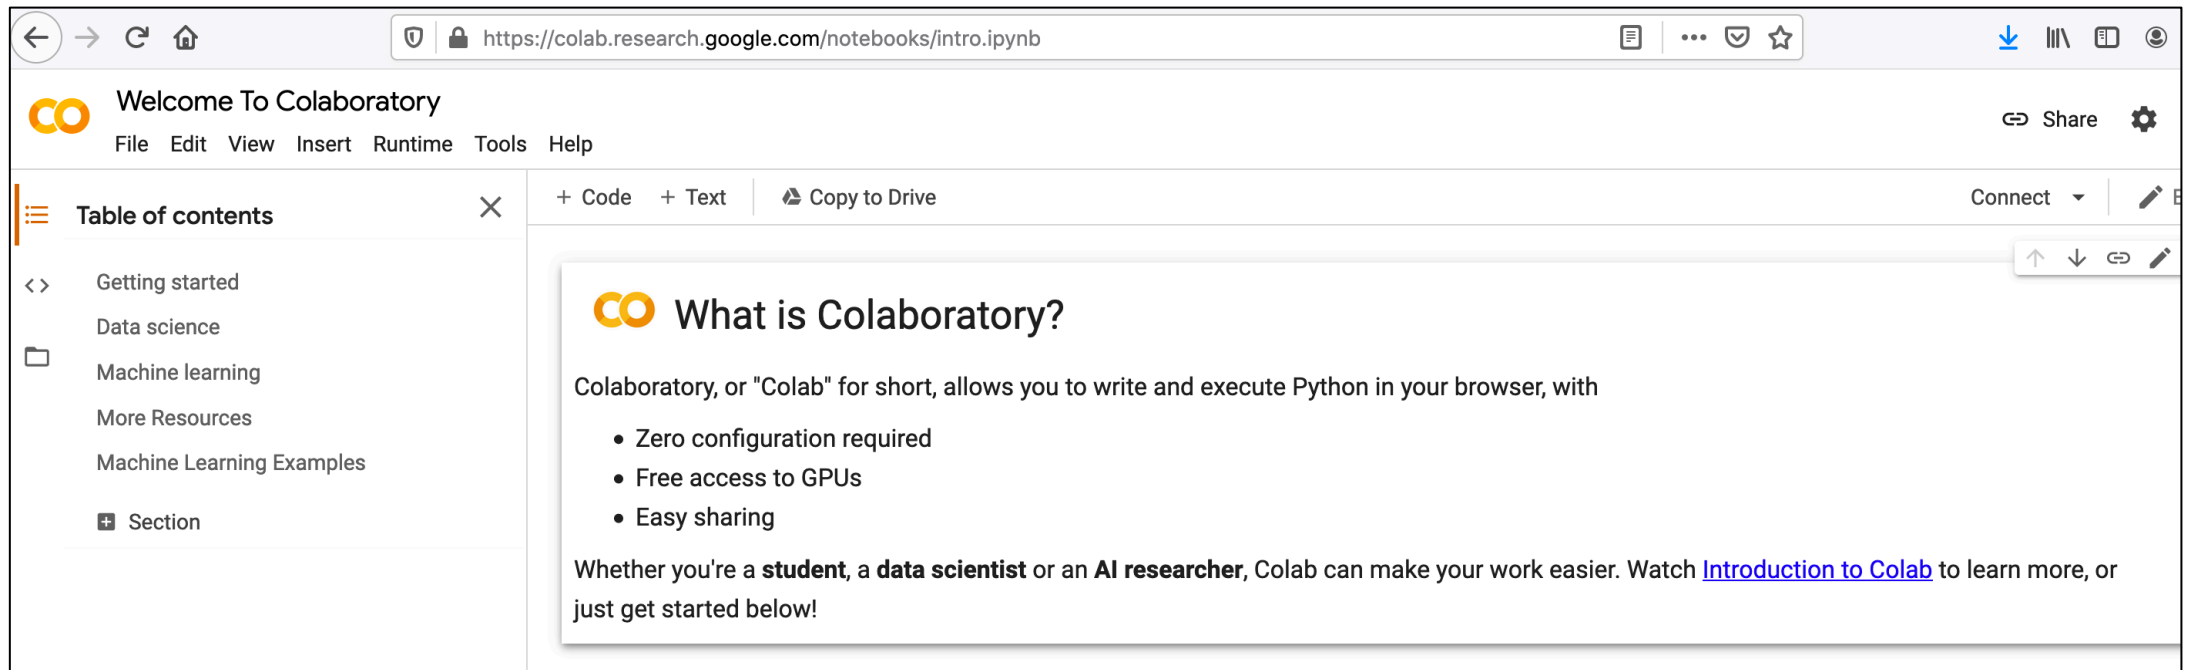 https://colab.research.google.com/notebooks/intro.ipynb
Welcome To Colaboratory
File Edit View Insert Runtime Tools Help
Share
Table of contents
Getting started
Data science
Machine learning
More Resources
Machine Learning Examples
Section
+ Code + Text Copy to Drive
Connect
What is Colaboratory?
Colaboratory, or "Colab" for short, allows you to write and execute Python in your browser, with
• Zero configuration required
• Free access to GPUs
• Easy sharing
Whether you're a student, a data scientist or an AI researcher, Colab can make your work easier. Watch Introduction to Colab to learn more, or
just get started below!